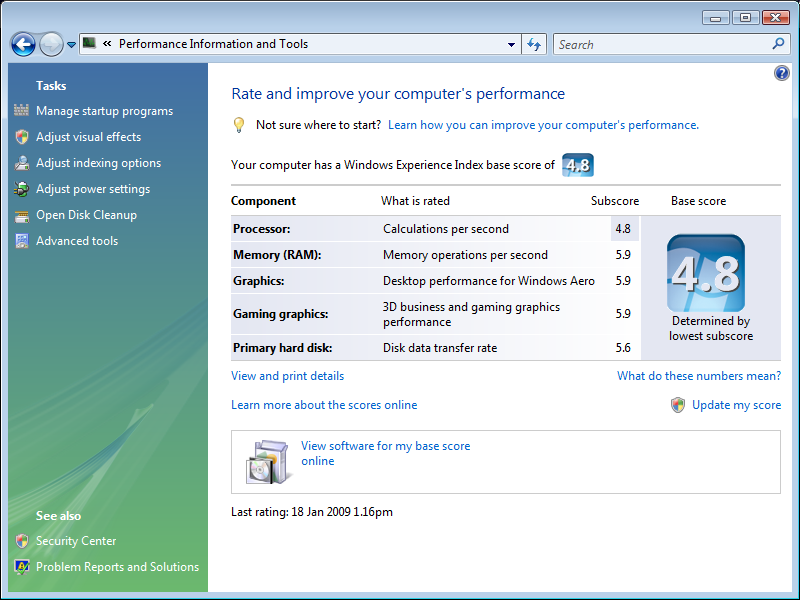 « Performance Information and Tools
Search
Tasks
Manage startup programs
Adjust visual effects
Adjust indexing options
Adjust power settings
Open Disk Cleanup
Advanced tools
See also
Security Center
Problem Reports and Solutions
?
Rate and improve your computer's performance
Not sure where to start? Learn how you can improve your computer's performance.
Your computer has a Windows Experience Index base score of 4.8
Component What is rated Subscore Base score
Processor: Calculations per second 4.8
Memory (RAM): Memory operations per second 5.9
Graphics: Desktop performance for Windows Aero 5.9
Gaming graphics: 3D business and gaming graphics
performance 5.9
Primary hard disk: Disk data transfer rate 5.6
4.8
Determined by
lowest subscore
View and print details What do these numbers mean?
Learn more about the scores online Update my score
View software for my base score
online
Last rating: 18 Jan 2009 1.16pm